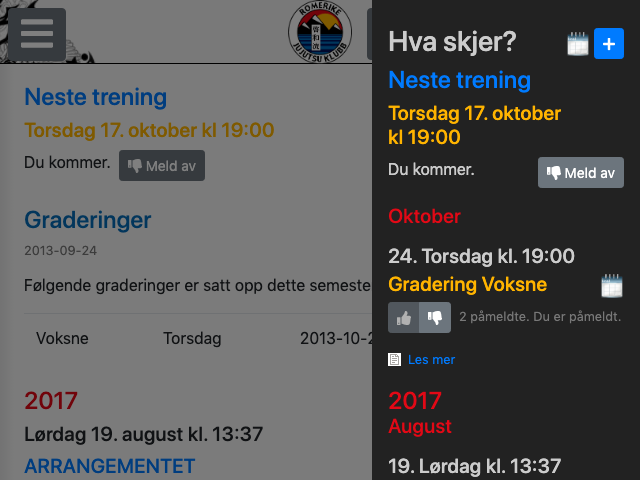 ROMERIKE
JUJUTSU KLUBB
Neste trening
Torsdag 17. oktober kl 19:00
Du kommer.
Meld av
Graderinger
2013-09-24
Følgende graderinger er satt opp dette semeste
Voksne Torsdag 2013-10-2
2017
Lørdag 19. august kl. 13:37
ARRANGEMENTET
Hva skjer?
+
Neste trening
Torsdag 17. oktober
kl 19:00
Du kommer.
Meld av
Oktober
24. Torsdag kl. 19:00
Gradering Voksne
2 påmeldte. Du er påmeldt.
Les mer
2017
August
19. Lørdag kl. 13:37